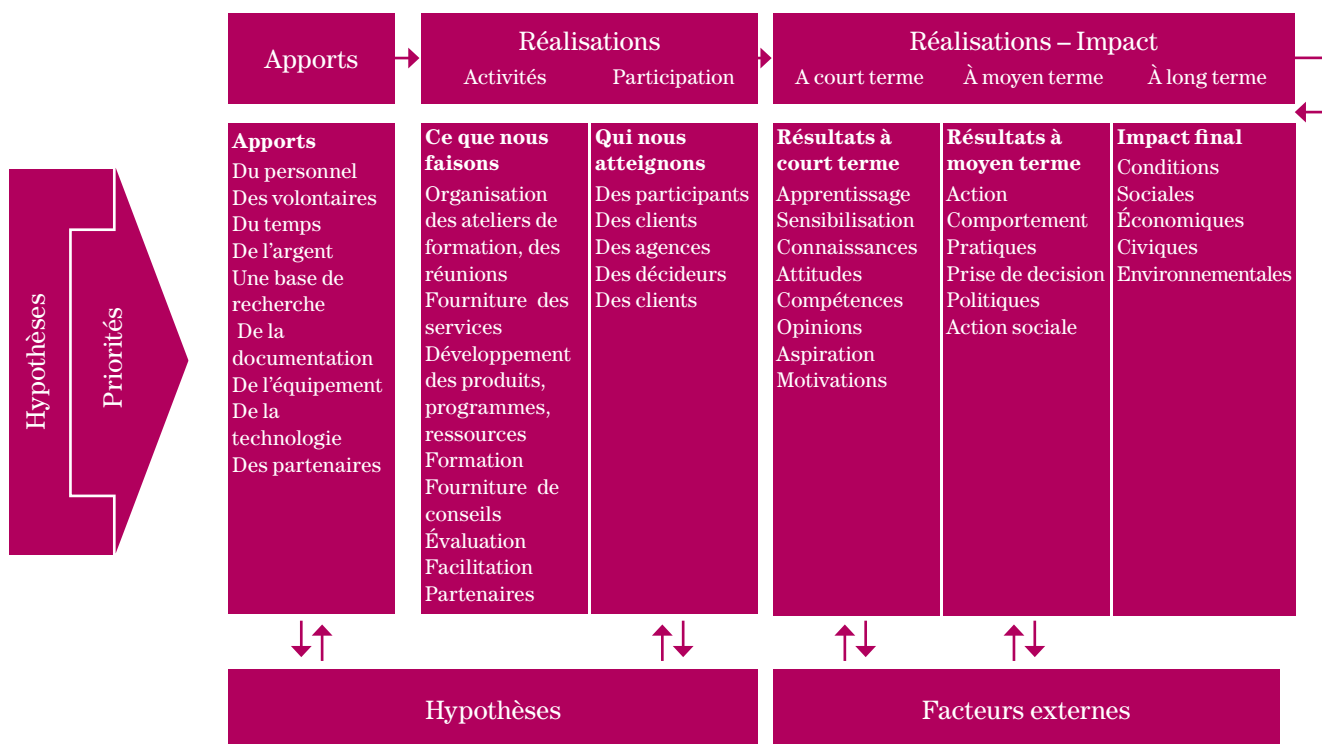 Hypothèses
Priorités
Apports
Réalisations
Activités
Participation
Réalisations – Impact
A court terme
À moyen terme
À long terme
Apports
Du personnel
Des volontaires
Du temps
De l'argent
Une base de
recherche
De la
documentation
De l'équipement
De la
technologie
Des partenaires
Ce que nous
faisons
Organisation
des ateliers de
formation, des
réunions
Fourniture des
services
Développement
des produits,
programmes,
ressources
Formation
Fourniture de
conseils
Évaluation
Facilitation
Partenaires
Qui nous
atteignons
Des participants
Des clients
Des agences
Des décideurs
Des clients
Résultats à
court terme
Apprentissage
Sensibilisation
Connaissances
Attitudes
Compétences
Opinions
Aspiration
Motivations
Résultats à
moyen terme
Action
Comportement
Pratiques
Prise de decision
Politiques
Action sociale
Impact final
Conditions
Sociales
Économiques
Civiques
Environnementales
Hypothèses
Facteurs externes